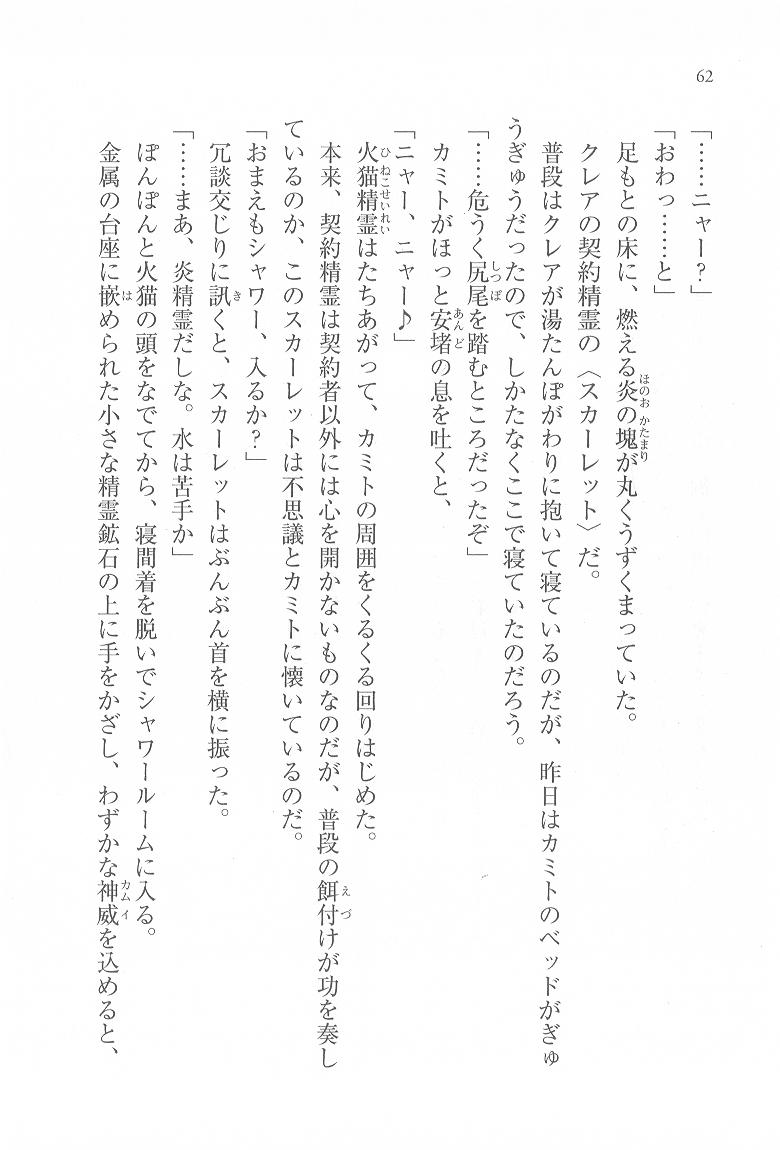 62
「……ニャー？」
「おわっ……と」
足もとの床に、燃える炎の塊が丸くうずくまっていた。
クレアの契約精霊の〈スカーレット〉だ。
普段はクレアが湯たんぽがわりに抱いて寝ているのだが、昨日はカミトのベッドがぎゅ
うぎゅうだったので、しかたなくここで寝ていたのだろう。
「……危うく尻尾を踏むところだったぞ」
カミトがほっと安堵の息を吐くと、
「ニャー、ニャー♪」
火猫精霊はたちあがって、カミトの周囲をくるくる回りはじめた。
本来、契約精霊は契約者以外には心を開かないものなのだが、普段の餌付けが功を奏し
ているのか、このスカーレットは不思議とカミトに懐いているのだ。
「おまえもシャワー、入るか？」
冗談交じりに訊くと、スカーレットはぶんぶん首を横に振った。
「……まあ、炎精霊だしな。水は苦手か」
ぽんぽんと火猫の頭をなでてから、寝間着を脱いでシャワールームに入る。
金属の台座に嵌められた小さな精霊鉱石の上に手をかざし、わずかな神威を込めると、